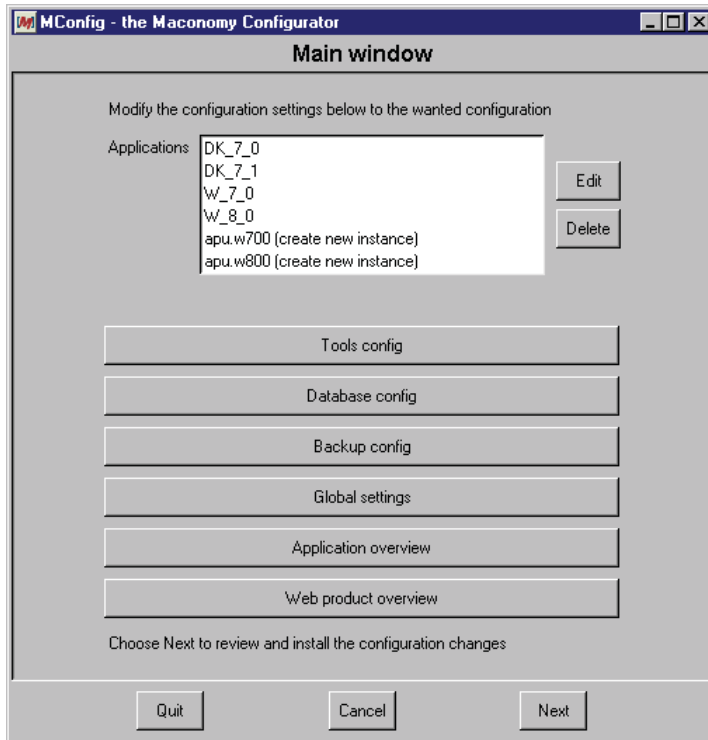 MConfig - the Maconomy Configurator
Main window
Modify the configuration settings below to the wanted configuration
Applications
DK_7_0
DK_7_1
W_7_0
W_8_0
apu.w700 (create new instance)
apu.w800 (create new instance)
Edit
Delete
Tools config
Database config
Backup config
Global settings
Application overview
Web product overview
Choose Next to review and install the configuration changes
Quit Cancel Next